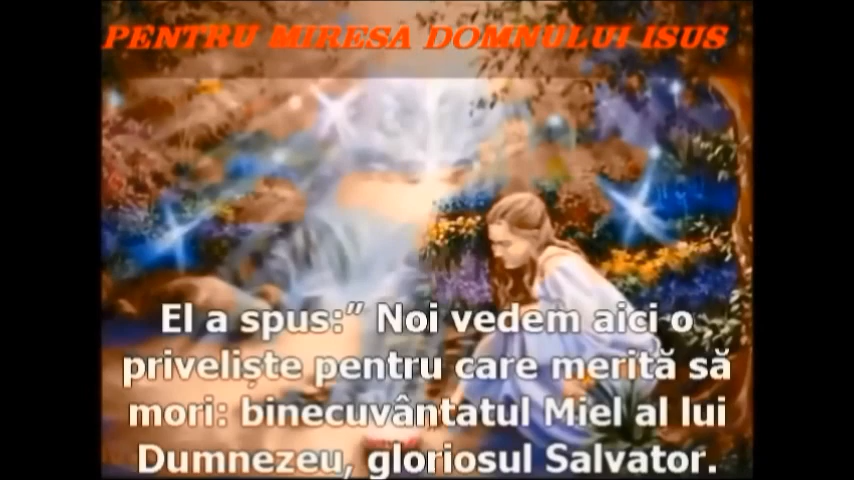 PENTRU MIRESA DOMNULUI ISUS
El a spus:” Noi vedem aici o
priveliște pentru care merită să
mori: binecuvântatul Miel al lui
Dumnezeu, gloriosul Salvator.